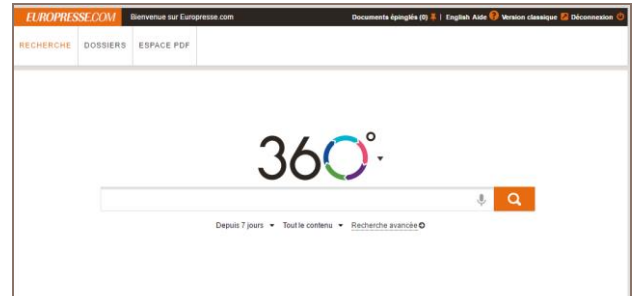 EUROPRESSE.COM Bienvenue sur Europresse.com Documents épinglés (0) | English Aide ? Version classique Déconnexion
RECHERCHE DOSSIERS ESPACE PDF
360°
Depuis 7 jours Tout le contenu Recherche avancée